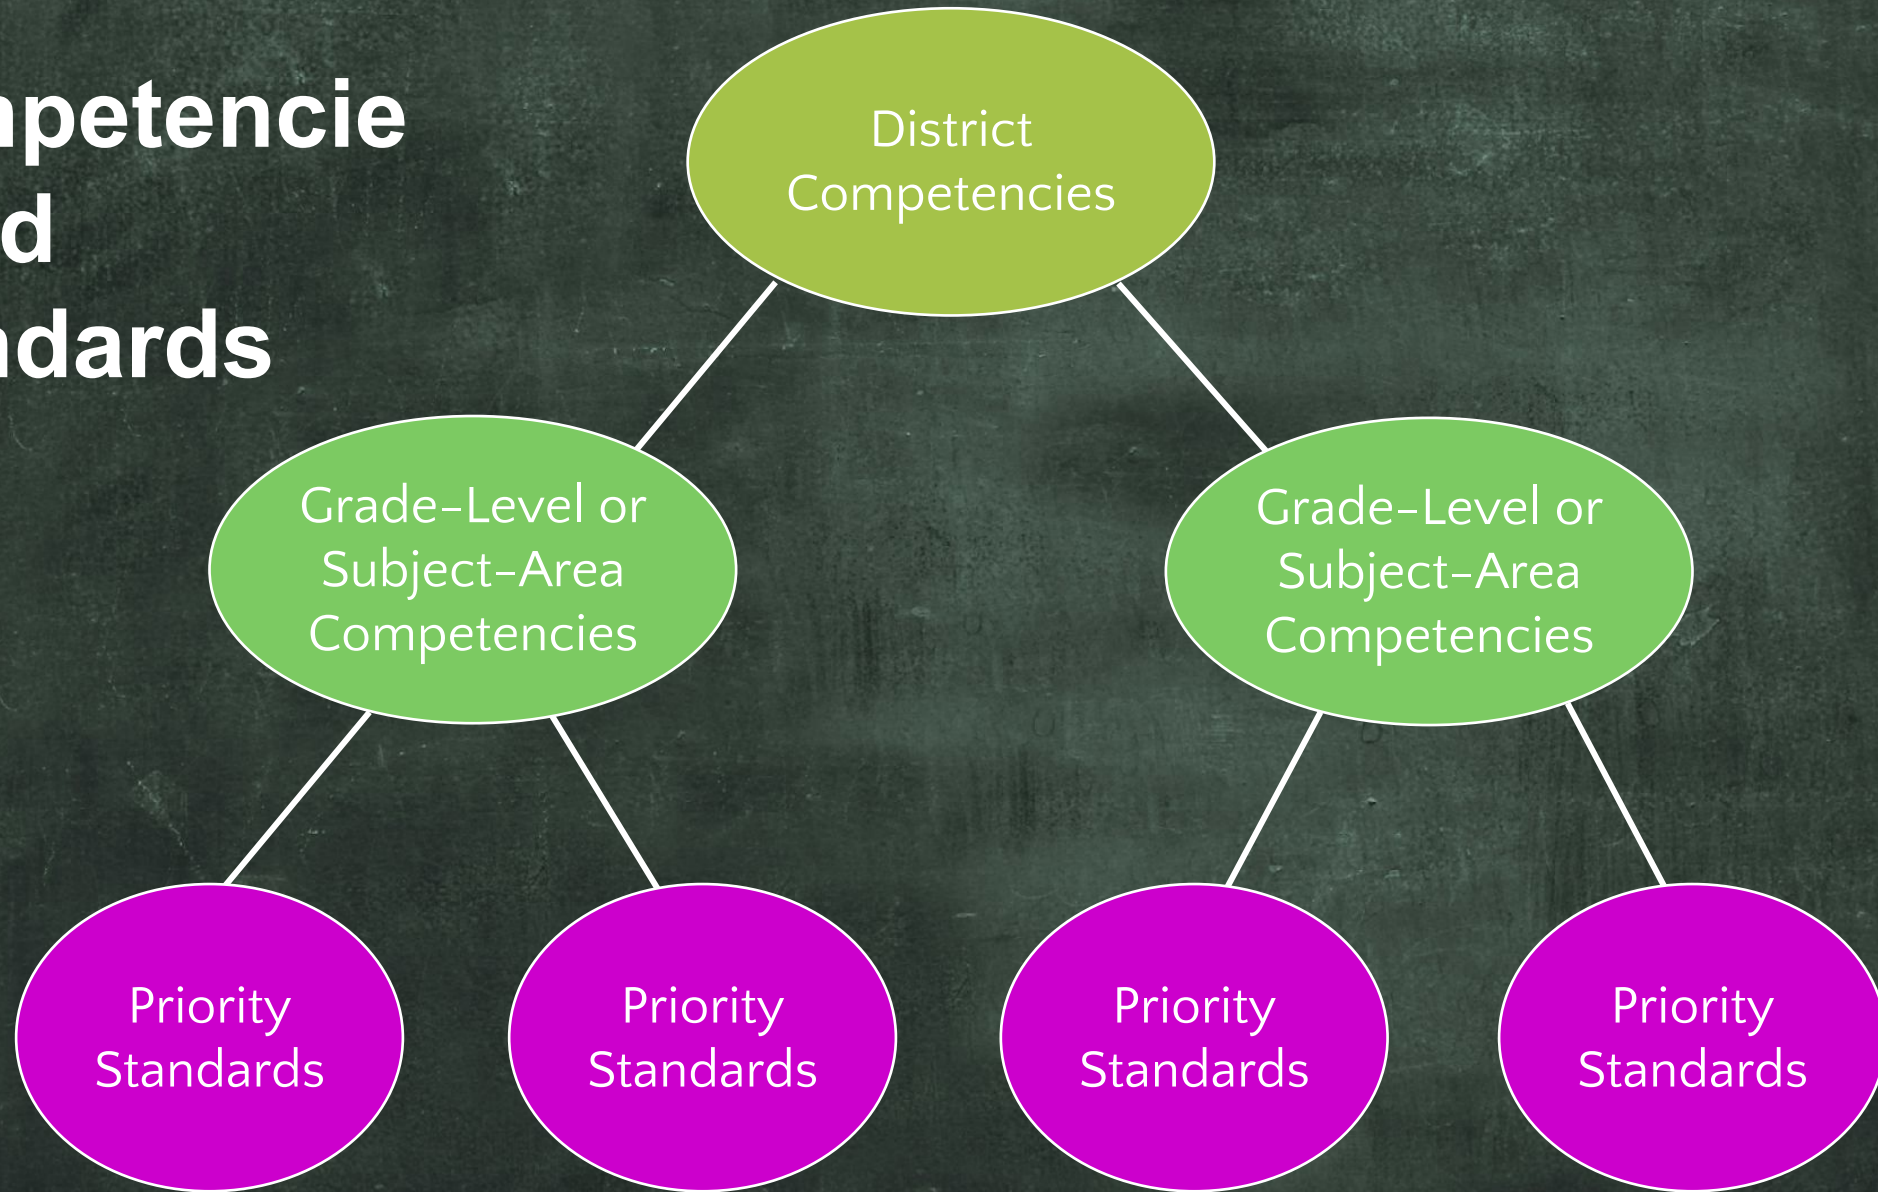 mpetencie
d
ndards
District
Competencies
Grade-Level or
Subject-Area
Competencies
Grade-Level or
Subject-Area
Competencies
Priority
Standards
Priority
Standards
Priority
Standards
Priority
Standards